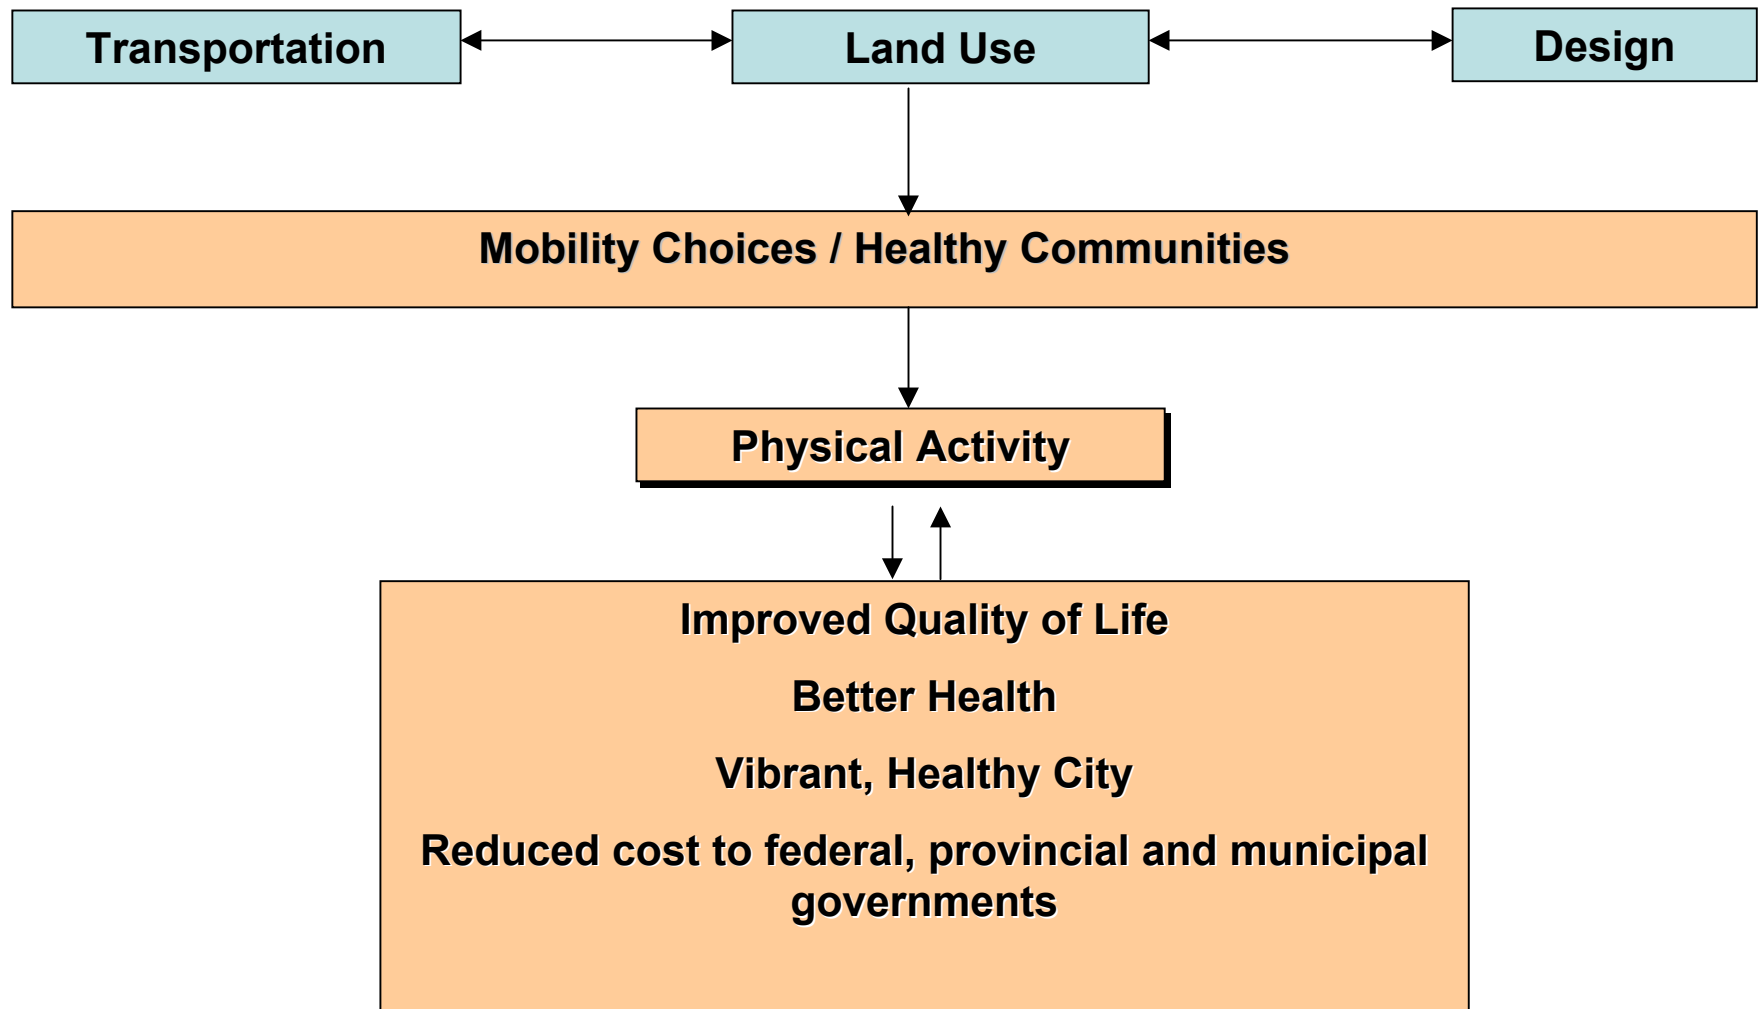 Transportation
Land Use
Design
Mobility Choices / Healthy Communities
Physical Activity
Improved Quality of Life
Better Health
Vibrant, Healthy City
Reduced cost to federal, provincial and municipal
governments